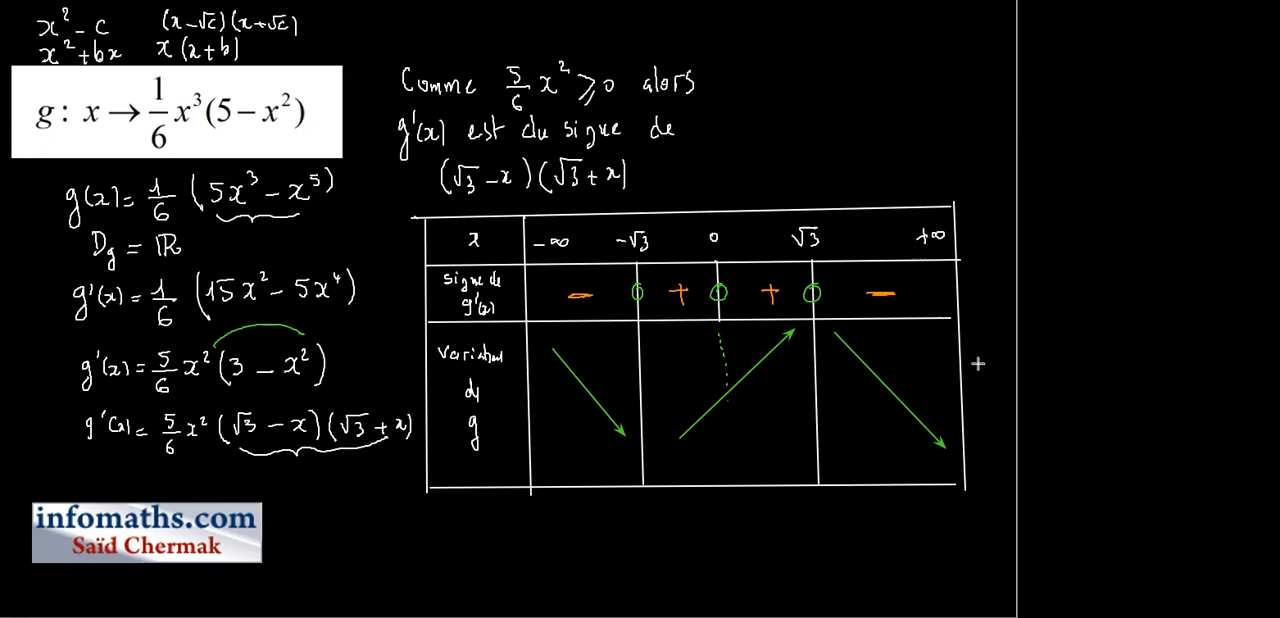 x² - c (x - √c)(x + √c)
x² + bx x(x + b)
g : x → 1/6 x³(5 - x²)
g(x) = 1/6 (5x³ - x⁵)
Dg = ℝ
g'(x) = 1/6 (15x² - 5x⁴)
g'(x) = 5/6 x² (3 - x²)
g'(x) = 5/6 x² (√3 - x)(√3 + x)
Comme 5/6 x² ⩾ 0 alors
g'(x) est du signe de
(√3 - x)(√3 + x)
x -∞ -√3 0 √3 +∞
signe de
g'(x) - 0 + 0 + 0 -
variation
de
g
infomaths.com
Saïd Chermak